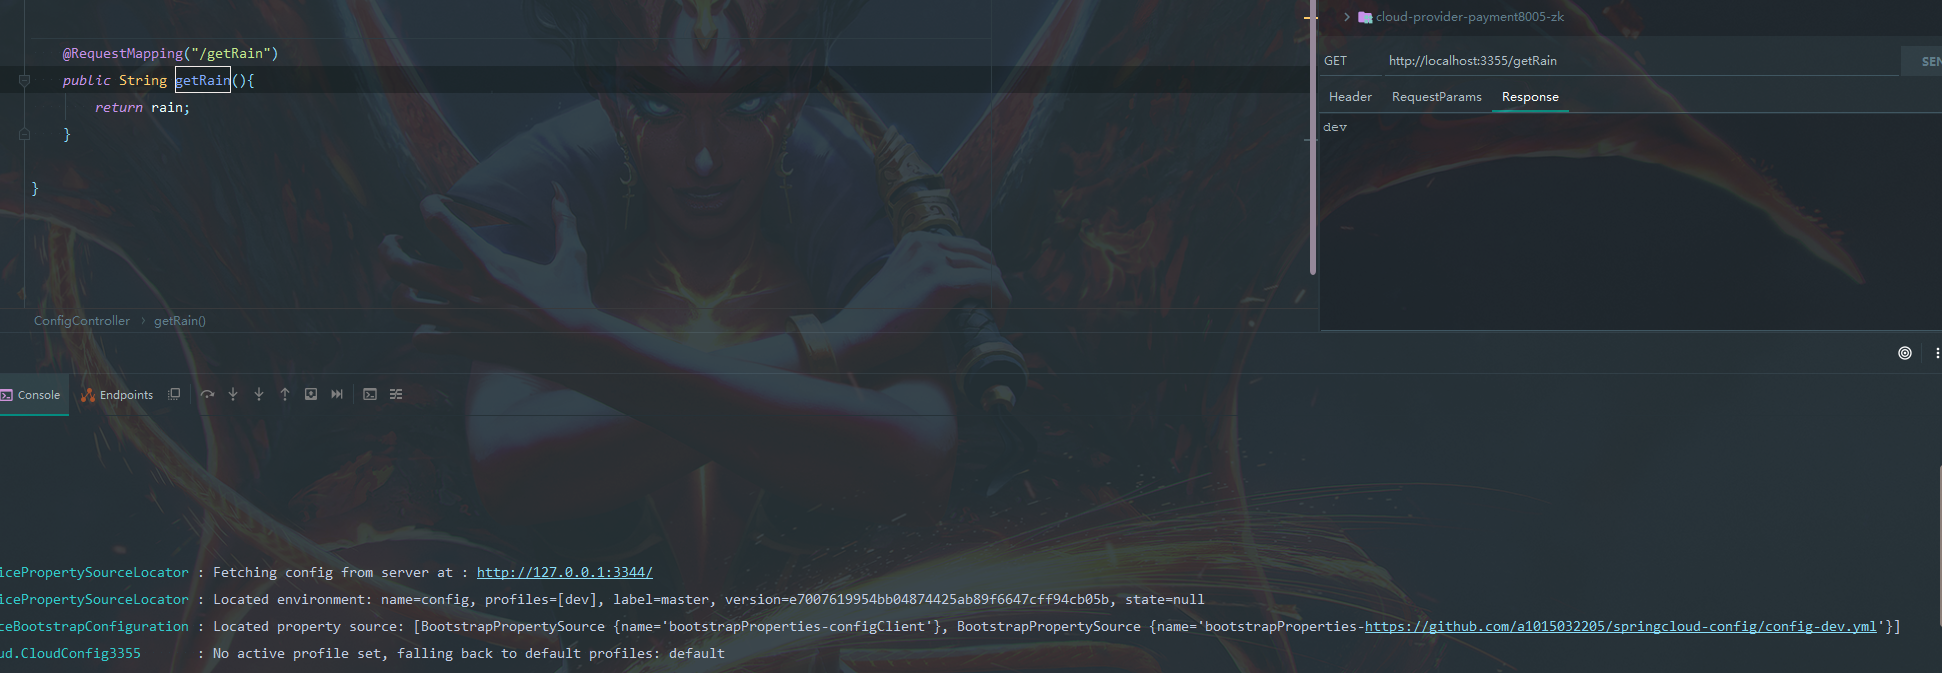 @RequestMapping("/getRain")
public String getRain(){
return rain;
}
}
ConfigController > getRain()
cloud-provider-payment8005-zk
GET http://localhost:3355/getRain
Header RequestParams Response
dev
Console Endpoints
icePropertySourceLocator : Fetching config from server at : http://127.0.0.1:3344/
icePropertySourceLocator : Located environment: name=config, profiles=[dev], label=master, version=e7007619954bb04874425ab89f6647cff94cb05b, state=null
ceBootstrapConfiguration : Located property source: [BootstrapPropertySource {name='bootstrapProperties-configClient'}, BootstrapPropertySource {name='bootstrapProperties-https://github.com/a1015032205/springcloud-config/config-dev.yml'}]
ud.CloudConfig3355 : No active profile set, falling back to default profiles: default